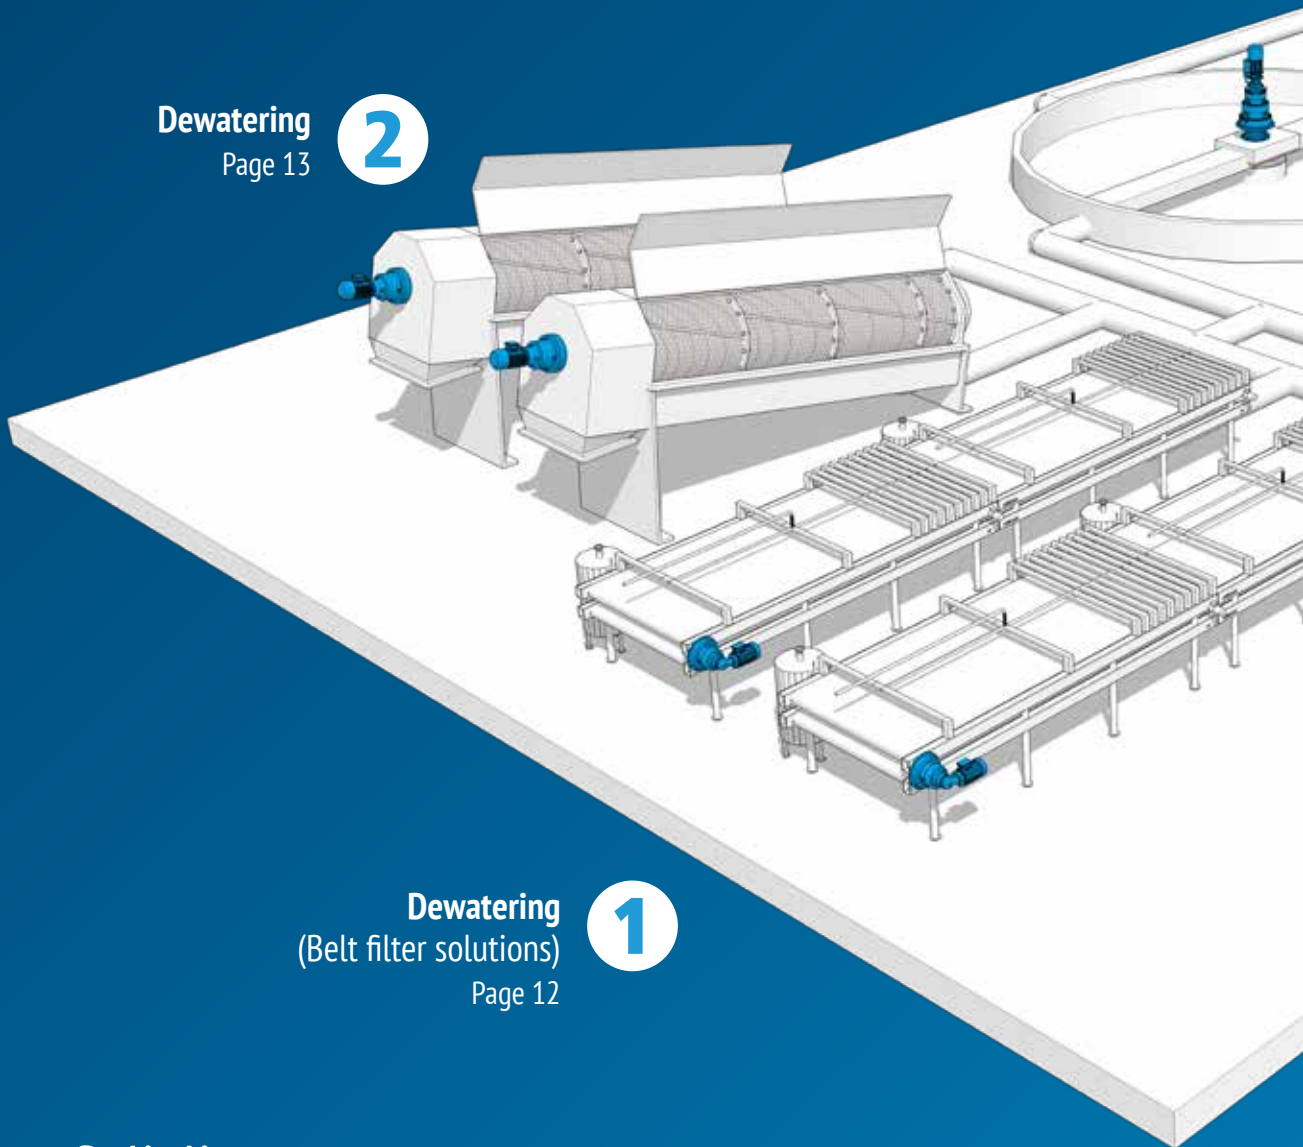 Dewatering
Page 13
2
Dewatering
(Belt filter solutions)
Page 12
1